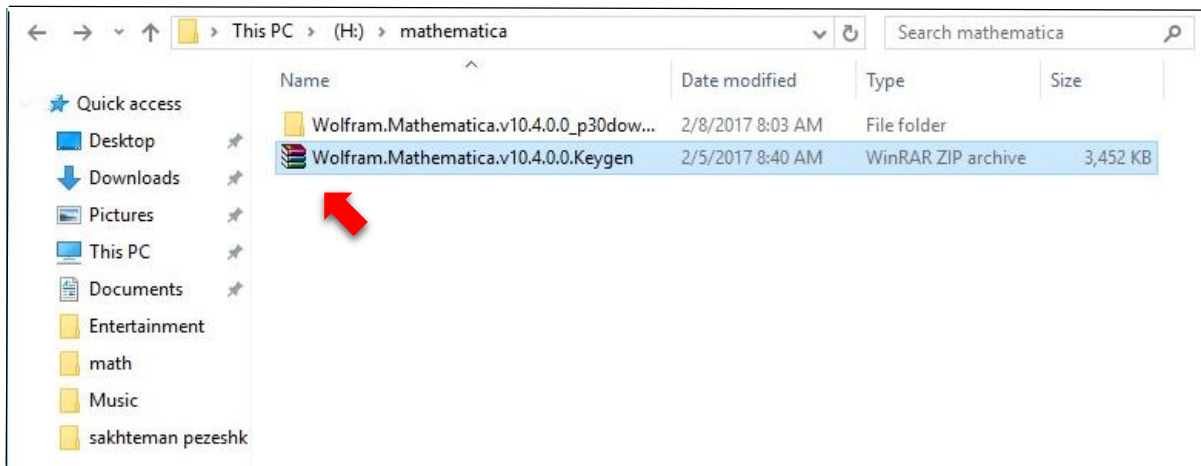 This PC > (H:) > mathematica
Search mathematica
Name Date modified Type Size
Quick access
Desktop
Downloads
Pictures
This PC
Documents
Entertainment
math
Music
sakhteman pezeshk
Wolfram.Mathematica.v10.4.0.0_p30dow... 2/8/2017 8:03 AM File folder
Wolfram.Mathematica.v10.4.0.0.Keygen 2/5/2017 8:40 AM WinRAR ZIP archive 3,452 KB